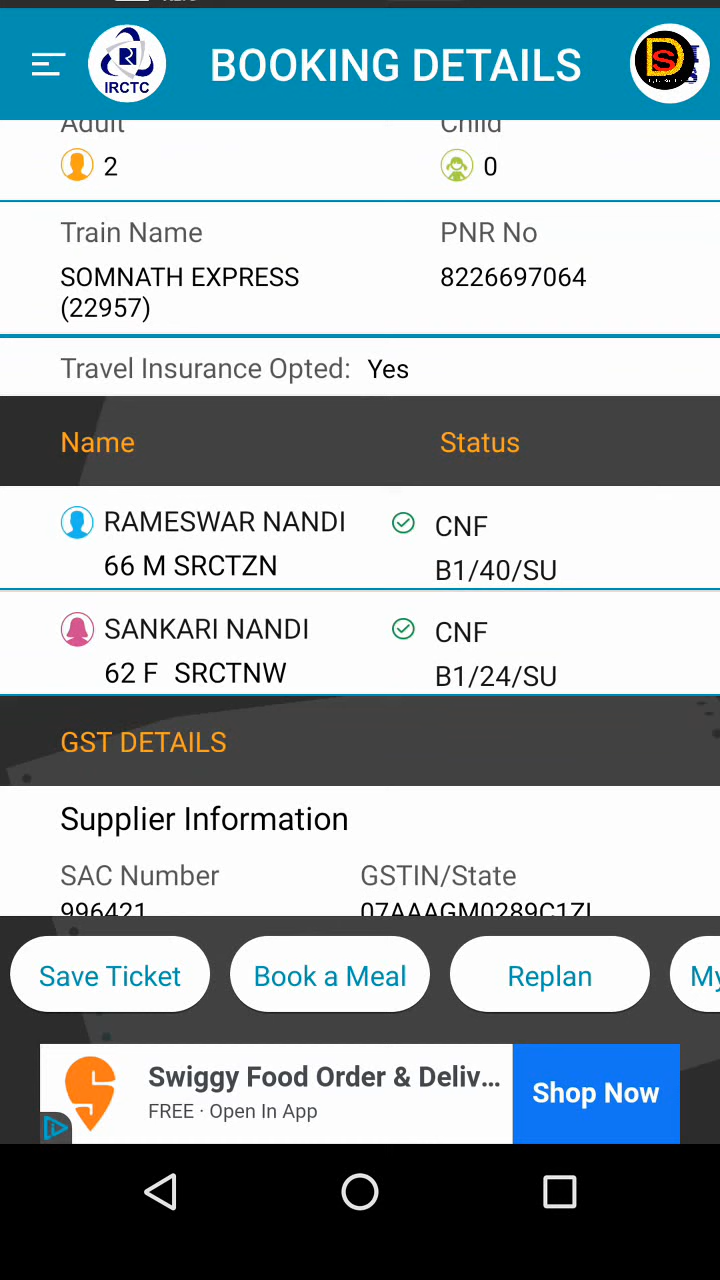 IRCTC
BOOKING DETAILS
Adult
Child
2
0
Train Name
PNR No
SOMNATH EXPRESS
(22957)
8226697064
Travel Insurance Opted: Yes
Name
Status
RAMESWAR NANDI
CNF
66 M SRCTZN
B1/40/SU
SANKARI NANDI
CNF
62 F SRCTNW
B1/24/SU
GST DETAILS
Supplier Information
SAC Number
GSTIN/State
996421
07AAAGM0289C1ZL
Save Ticket
Book a Meal
Replan
My
Swiggy Food Order & Deliv...
FREE · Open In App
Shop Now